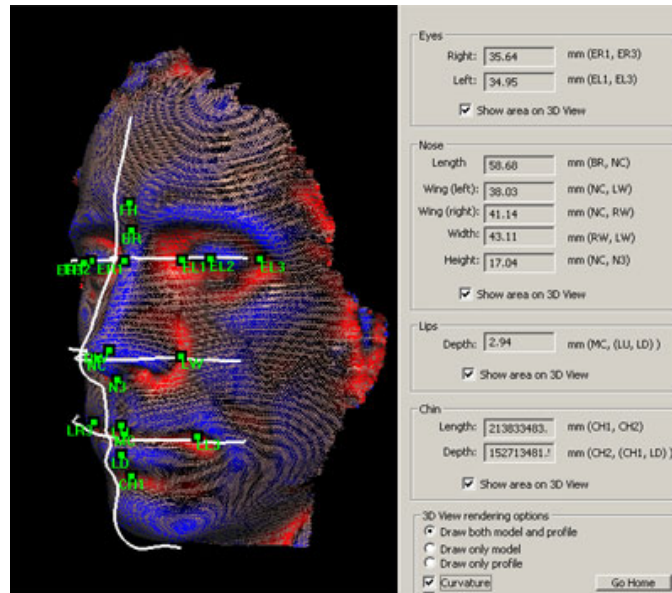 FH
BR
ER2 ER1 EL1 EL2 EL3
NC LW
N3
LR3
LL3
LD
CH1
Eyes
Right: 35.64 mm (ER1, ER3)
Left: 34.95 mm (EL1, EL3)
Show area on 3D View
Nose
Length 58.68 mm (BR, NC)
Wing (left): 38.03 mm (NC, LW)
Wing (right): 41.14 mm (NC, RW)
Width: 43.11 mm (RW, LW)
Height: 17.04 mm (NC, N3)
Show area on 3D View
Lips
Depth: 2.94 mm (MC, (LU, LD) )
Show area on 3D View
Chin
Length: 213833483. mm (CH1, CH2)
Depth: 152713481. mm (CH2, (CH1, LD) )
Show area on 3D View
3D View rendering options
Draw both model and profile
Draw only model
Draw only profile
Curvature Go Home